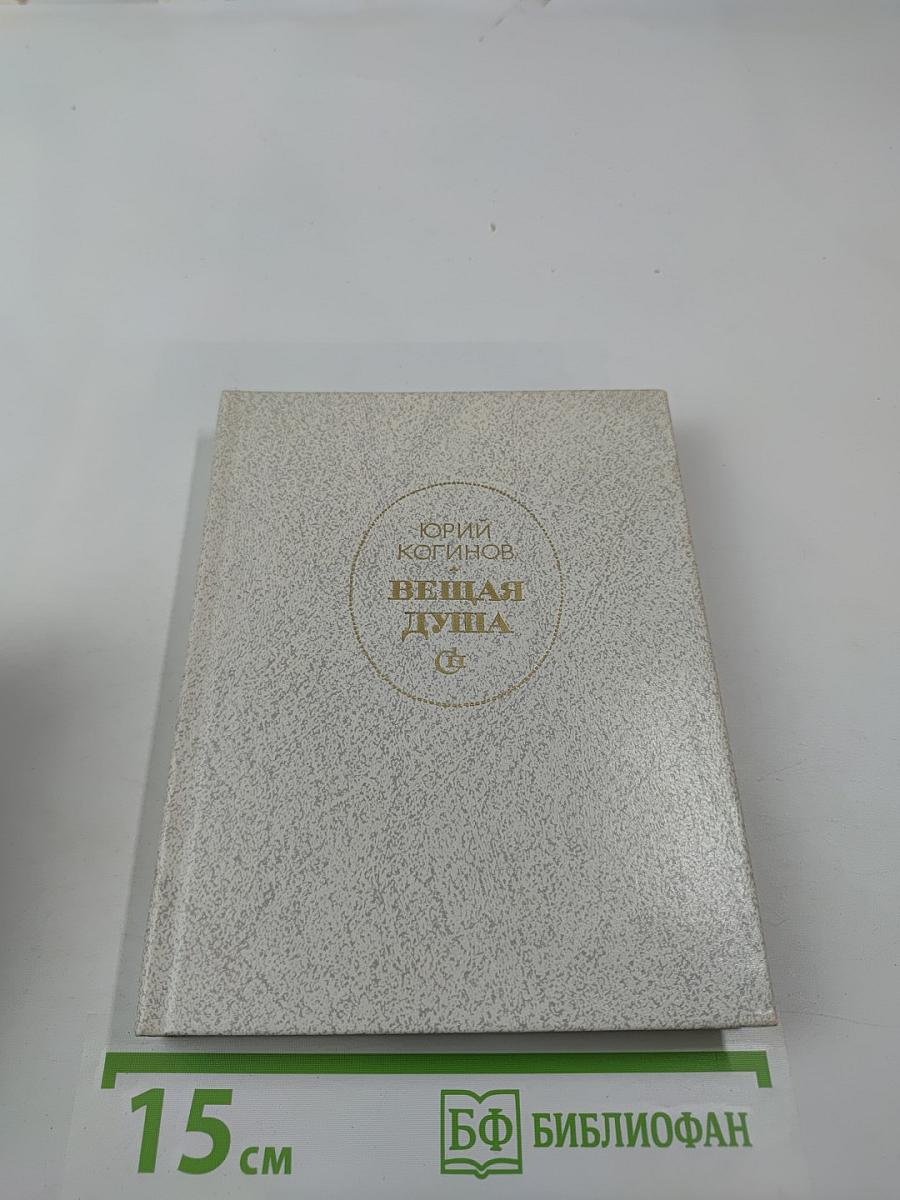 ЮРИЙ
КОГИНОВ
ВЕЩАЯ
ДУША
15 см
БФ БИБЛИОФАН